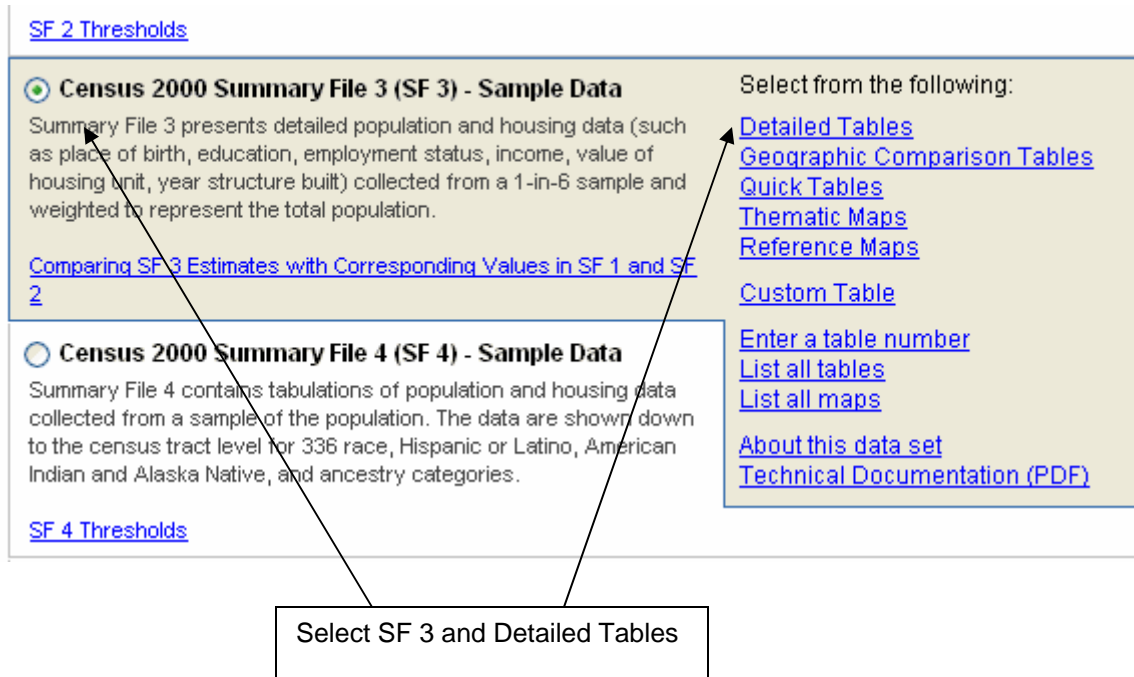 SF 2 Thresholds
Census 2000 Summary File 3 (SF 3) - Sample Data
Summary File 3 presents detailed population and housing data (such
as place of birth, education, employment status, income, value of
housing unit, year structure built) collected from a 1-in-6 sample and
weighted to represent the total population.
Comparing SF 3 Estimates with Corresponding Values in SF 1 and SF
2
Census 2000 Summary File 4 (SF 4) - Sample Data
Summary File 4 contains tabulations of population and housing data
collected from a sample of the population. The data are shown down
to the census tract level for 336 race, Hispanic or Latino, American
Indian and Alaska Native, and ancestry categories.
SF 4 Thresholds
Select from the following:
Detailed Tables
Geographic Comparison Tables
Quick Tables
Thematic Maps
Reference Maps
Custom Table
Enter a table number
List all tables
List all maps
About this data set
Technical Documentation (PDF)
Select SF 3 and Detailed Tables